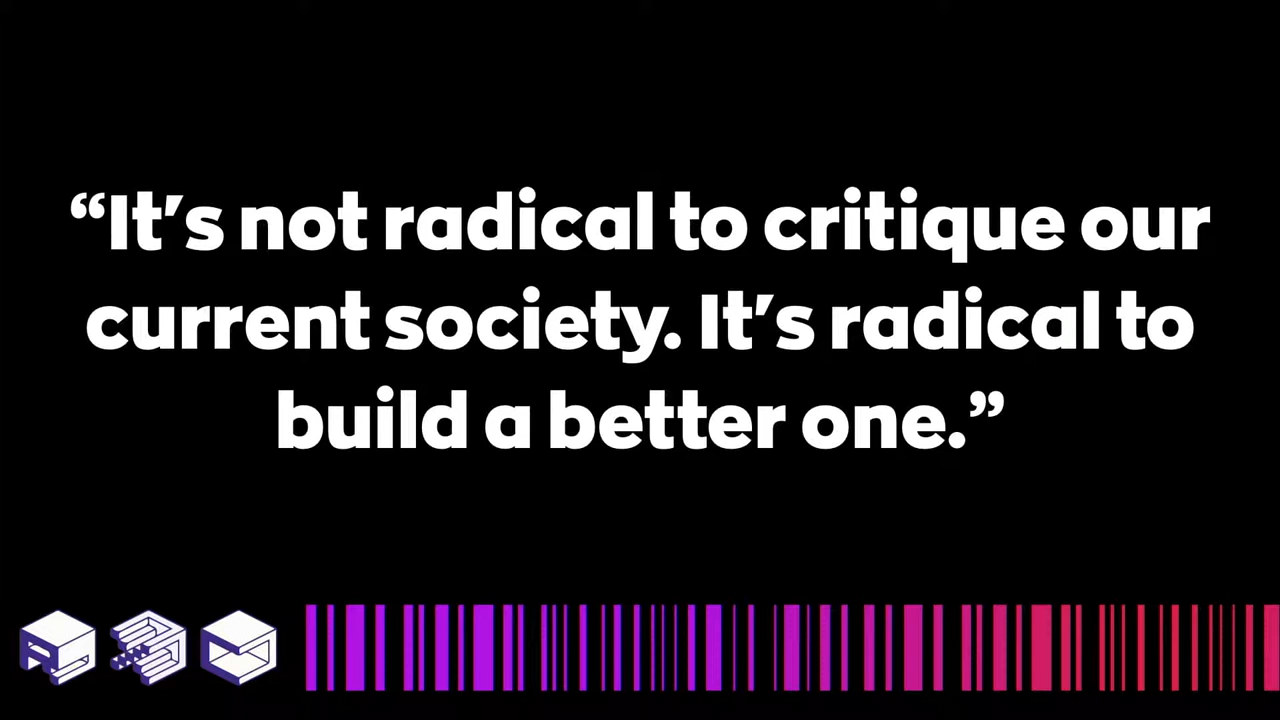 “It’s not radical to critique our
current society. It’s radical to
build a better one.”